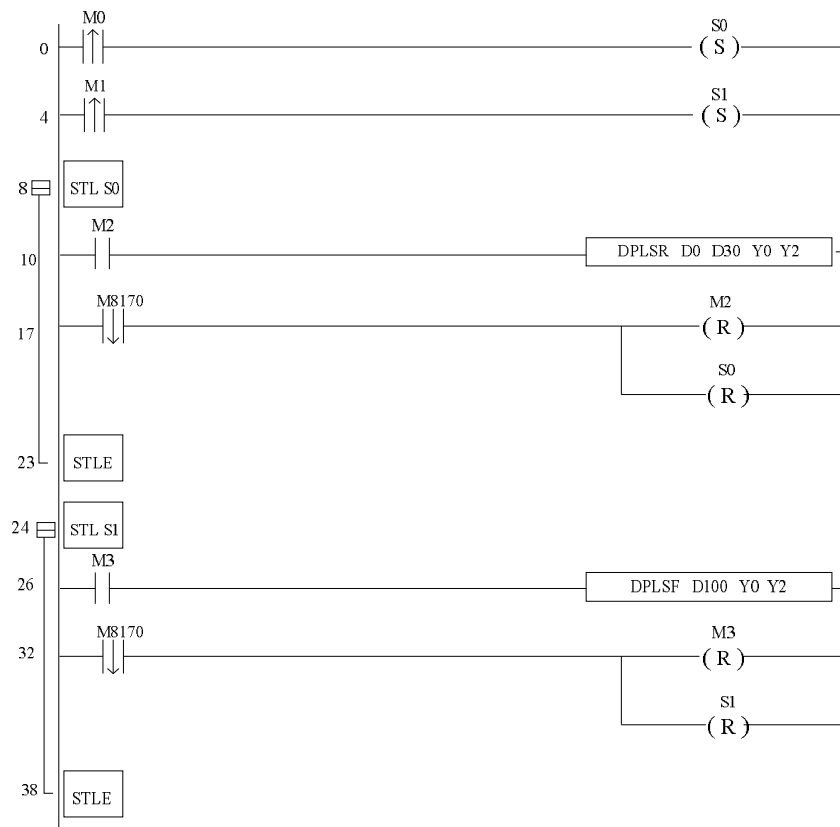 M0
S0
0
( S )
M1
S1
4
( S )
8
STL S0
M2
10
DPLSR D0 D30 Y0 Y2
M8170
M2
17
( R )
S0
( R )
23
STLE
24
STL S1
M3
26
DPLSF D100 Y0 Y2
M8170
M3
32
( R )
S1
( R )
38
STLE